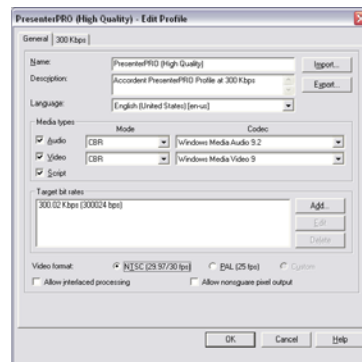 PresenterPRO (High Quality) - Edit Profile
General 300 Kbps
Name: PresenterPRO (High Quality) Import...
Description: Accordent PresenterPRO Profile at 300 Kbps Export...
Language: English (United States) [en-us]
Media types
Mode Codec
Audio CBR Windows Media Audio 9.2
Video CBR Windows Media Video 9
Script
Target bit rates
300.02 Kbps (300024 bps) Add...
Edit
Delete
Video format: NTSC (29.97/30 fps) PAL (25 fps) Custom
Allow interlaced processing Allow nonsquare pixel output
OK Cancel Help